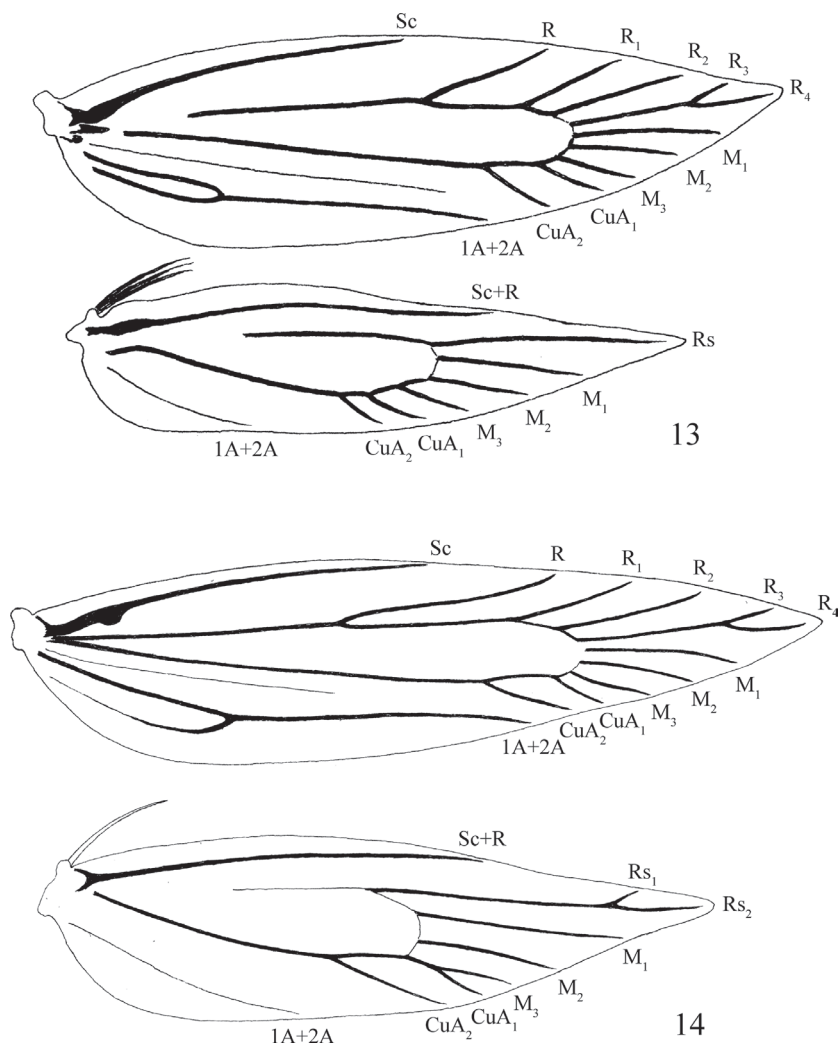 Sc
R
R₁
R₂
R₃
R₄
M₁
M₂
M₃
CuA₁
CuA₂
1A+2A
Sc+R
Rs
M₁
M₂
M₃
CuA₁
CuA₂
1A+2A
13
Sc
R
R₁
R₂
R₃
R₄
M₁
M₂
M₃
CuA₁
CuA₂
1A+2A
Sc+R
Rs₁
Rs₂
M₁
M₂
M₃
CuA₁
CuA₂
1A+2A
14